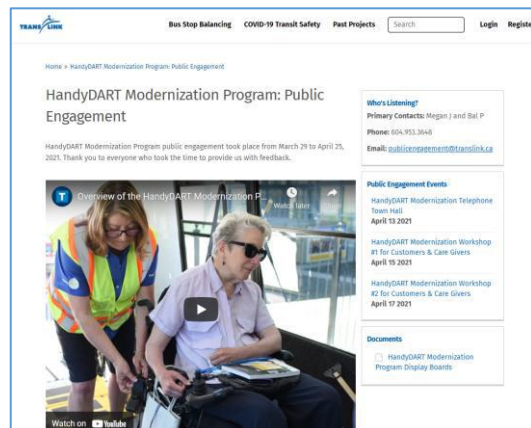 TRANS LINK
Bus Stop Balancing COVID-19 Transit Safety Past Projects Search Login Registe
Home » HandyDART Modernization Program: Public Engagement
HandyDART Modernization Program: Public
Engagement
HandyDART Modernization Program public engagement took place from March 29 to April 25,
2021. Thank you to everyone who took the time to provide us with feedback.
T Overview of the HandyDART Modernization P...
Watch later
Share
Watch on YouTube
Who's Listening?
Primary Contacts: Megan J and Bal P
Phone: 604.953.3648
Email: publicengagement@translink.ca
Public Engagement Events
HandyDART Modernization Telephone
Town Hall
April 13 2021
HandyDART Modernization Workshop
#1 for Customers & Care Givers
April 15 2021
HandyDART Modernization Workshop
#2 for Customers & Care Givers
April 17 2021
Documents
HandyDART Modernization
Program Display Boards